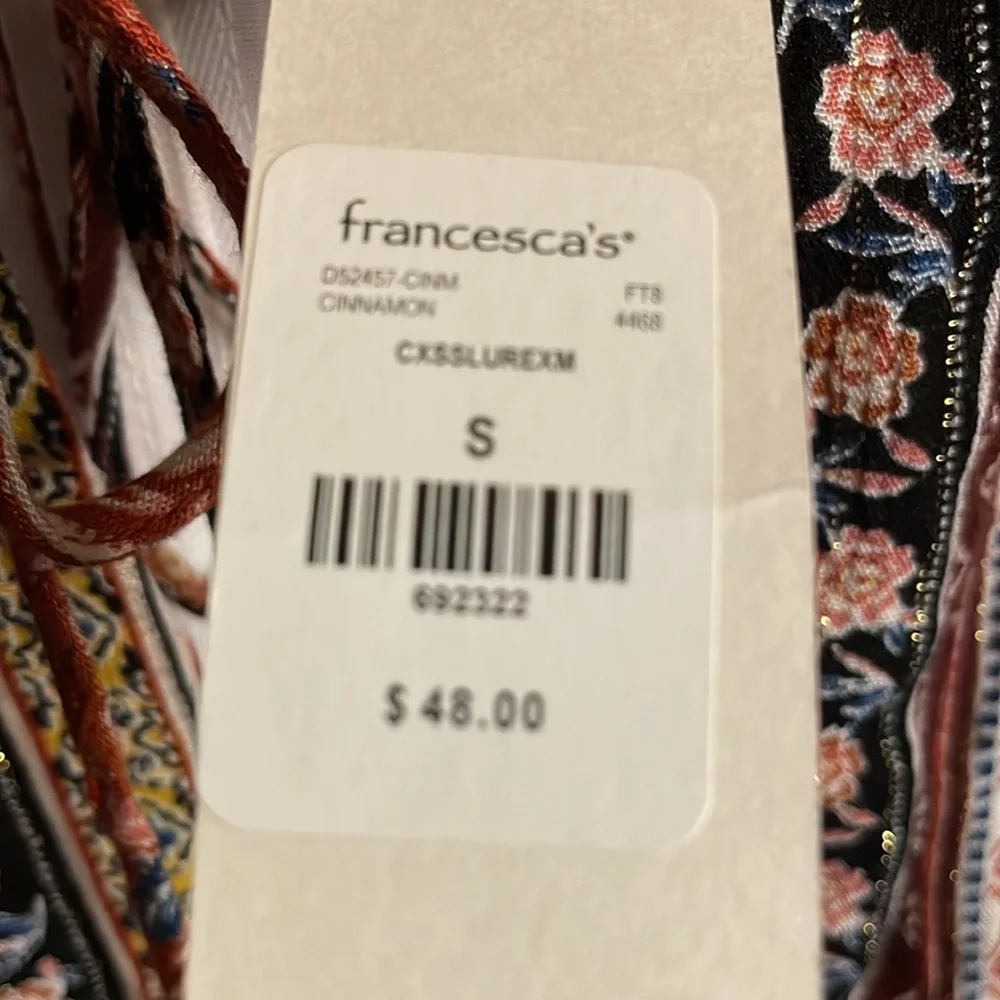 francesca's®
D52457-CINM FT8
CINNAMON 4468
CXSSLUREXM
S
692322
$ 48.00